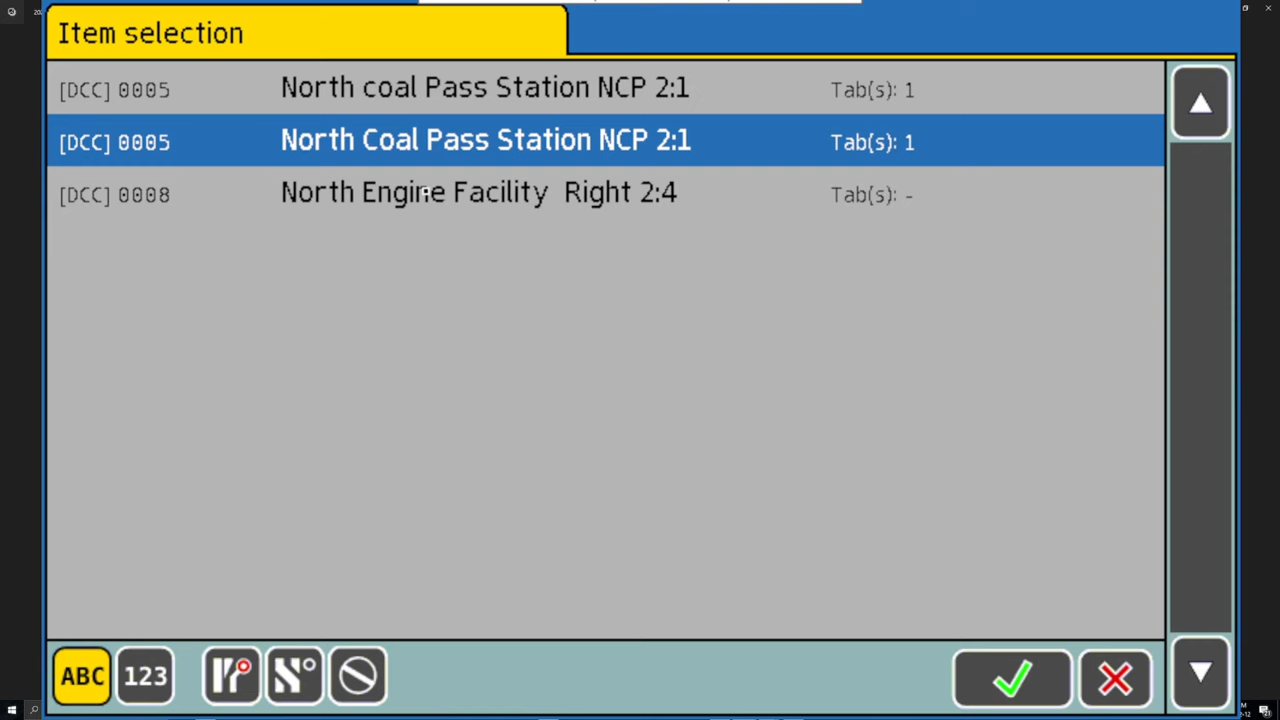 Item selection
[DCC] 0005 North coal Pass Station NCP 2:1 Tab(s): 1
[DCC] 0005 North Coal Pass Station NCP 2:1 Tab(s): 1
[DCC] 0008 North Engine Facility Right 2:4 Tab(s): -
ABC 123